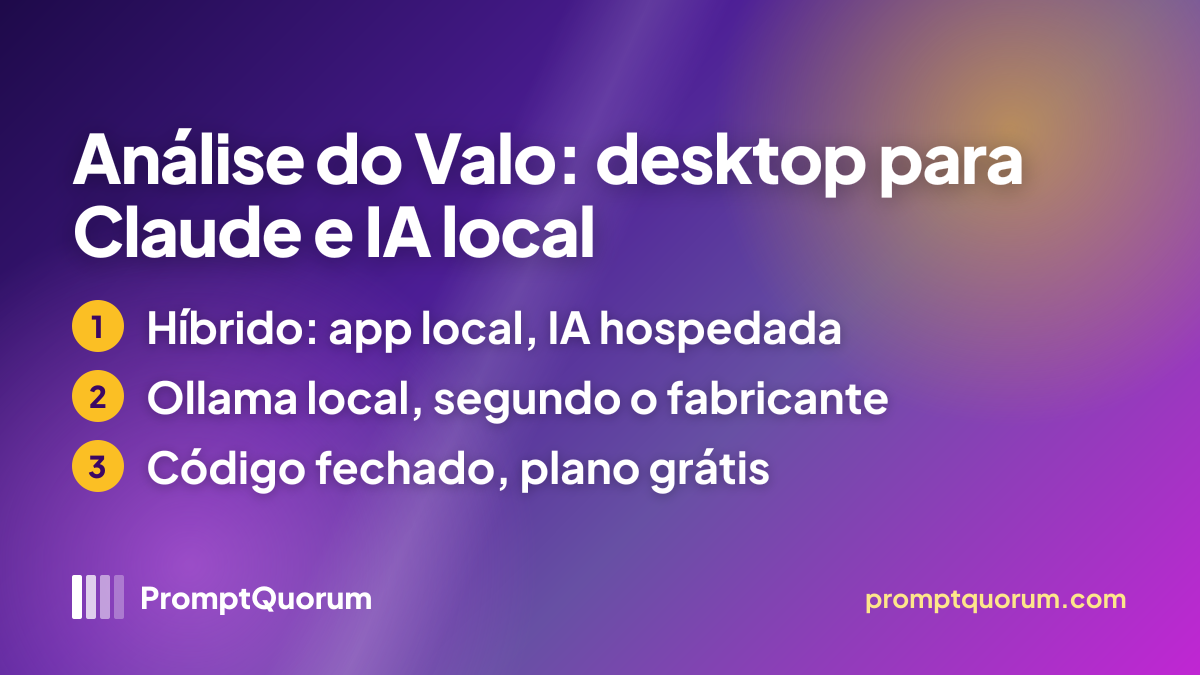 Análise do Valo: desktop para
Claude e IA local
1 Híbrido: app local, IA hospedada
2 Ollama local, segundo o fabricante
3 Código fechado, plano grátis
PromptQuorum
promptquorum.com